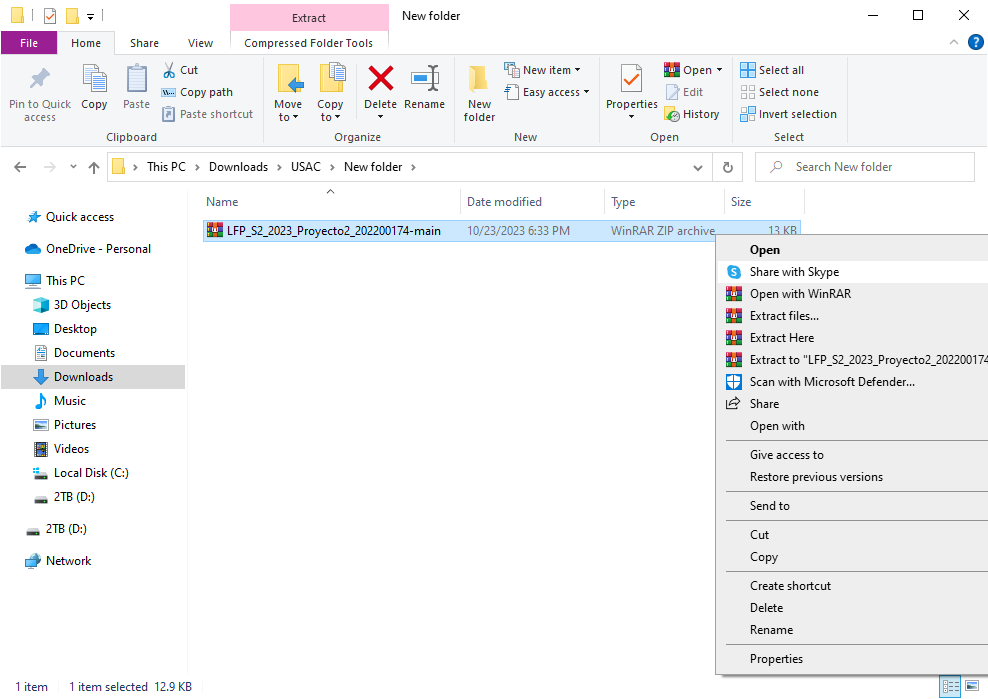 Extract
New folder
File
Home
Share
View
Compressed Folder Tools
Pin to Quick access
Copy
Paste
Cut
Copy path
Paste shortcut
Clipboard
Move to
Copy to
Delete
Rename
Organize
New folder
New item
Easy access
New
Properties
Open
Edit
History
Open
Select all
Select none
Invert selection
Select
This PC > Downloads > USAC > New folder >
Search New folder
Name
Date modified
Type
Size
LFP_S2_2023_Proyecto2_202200174-main
10/23/2023 6:33 PM
WinRAR ZIP archive
13 KB
Quick access
OneDrive - Personal
This PC
3D Objects
Desktop
Documents
Downloads
Music
Pictures
Videos
Local Disk (C:)
2TB (D:)
2TB (D:)
Network
Open
Share with Skype
Open with WinRAR
Extract files...
Extract Here
Extract to "LFP_S2_2023_Proyecto2_202200174
Scan with Microsoft Defender...
Share
Open with
Give access to
Restore previous versions
Send to
Cut
Copy
Create shortcut
Delete
Rename
Properties
1 item
1 item selected 12.9 KB